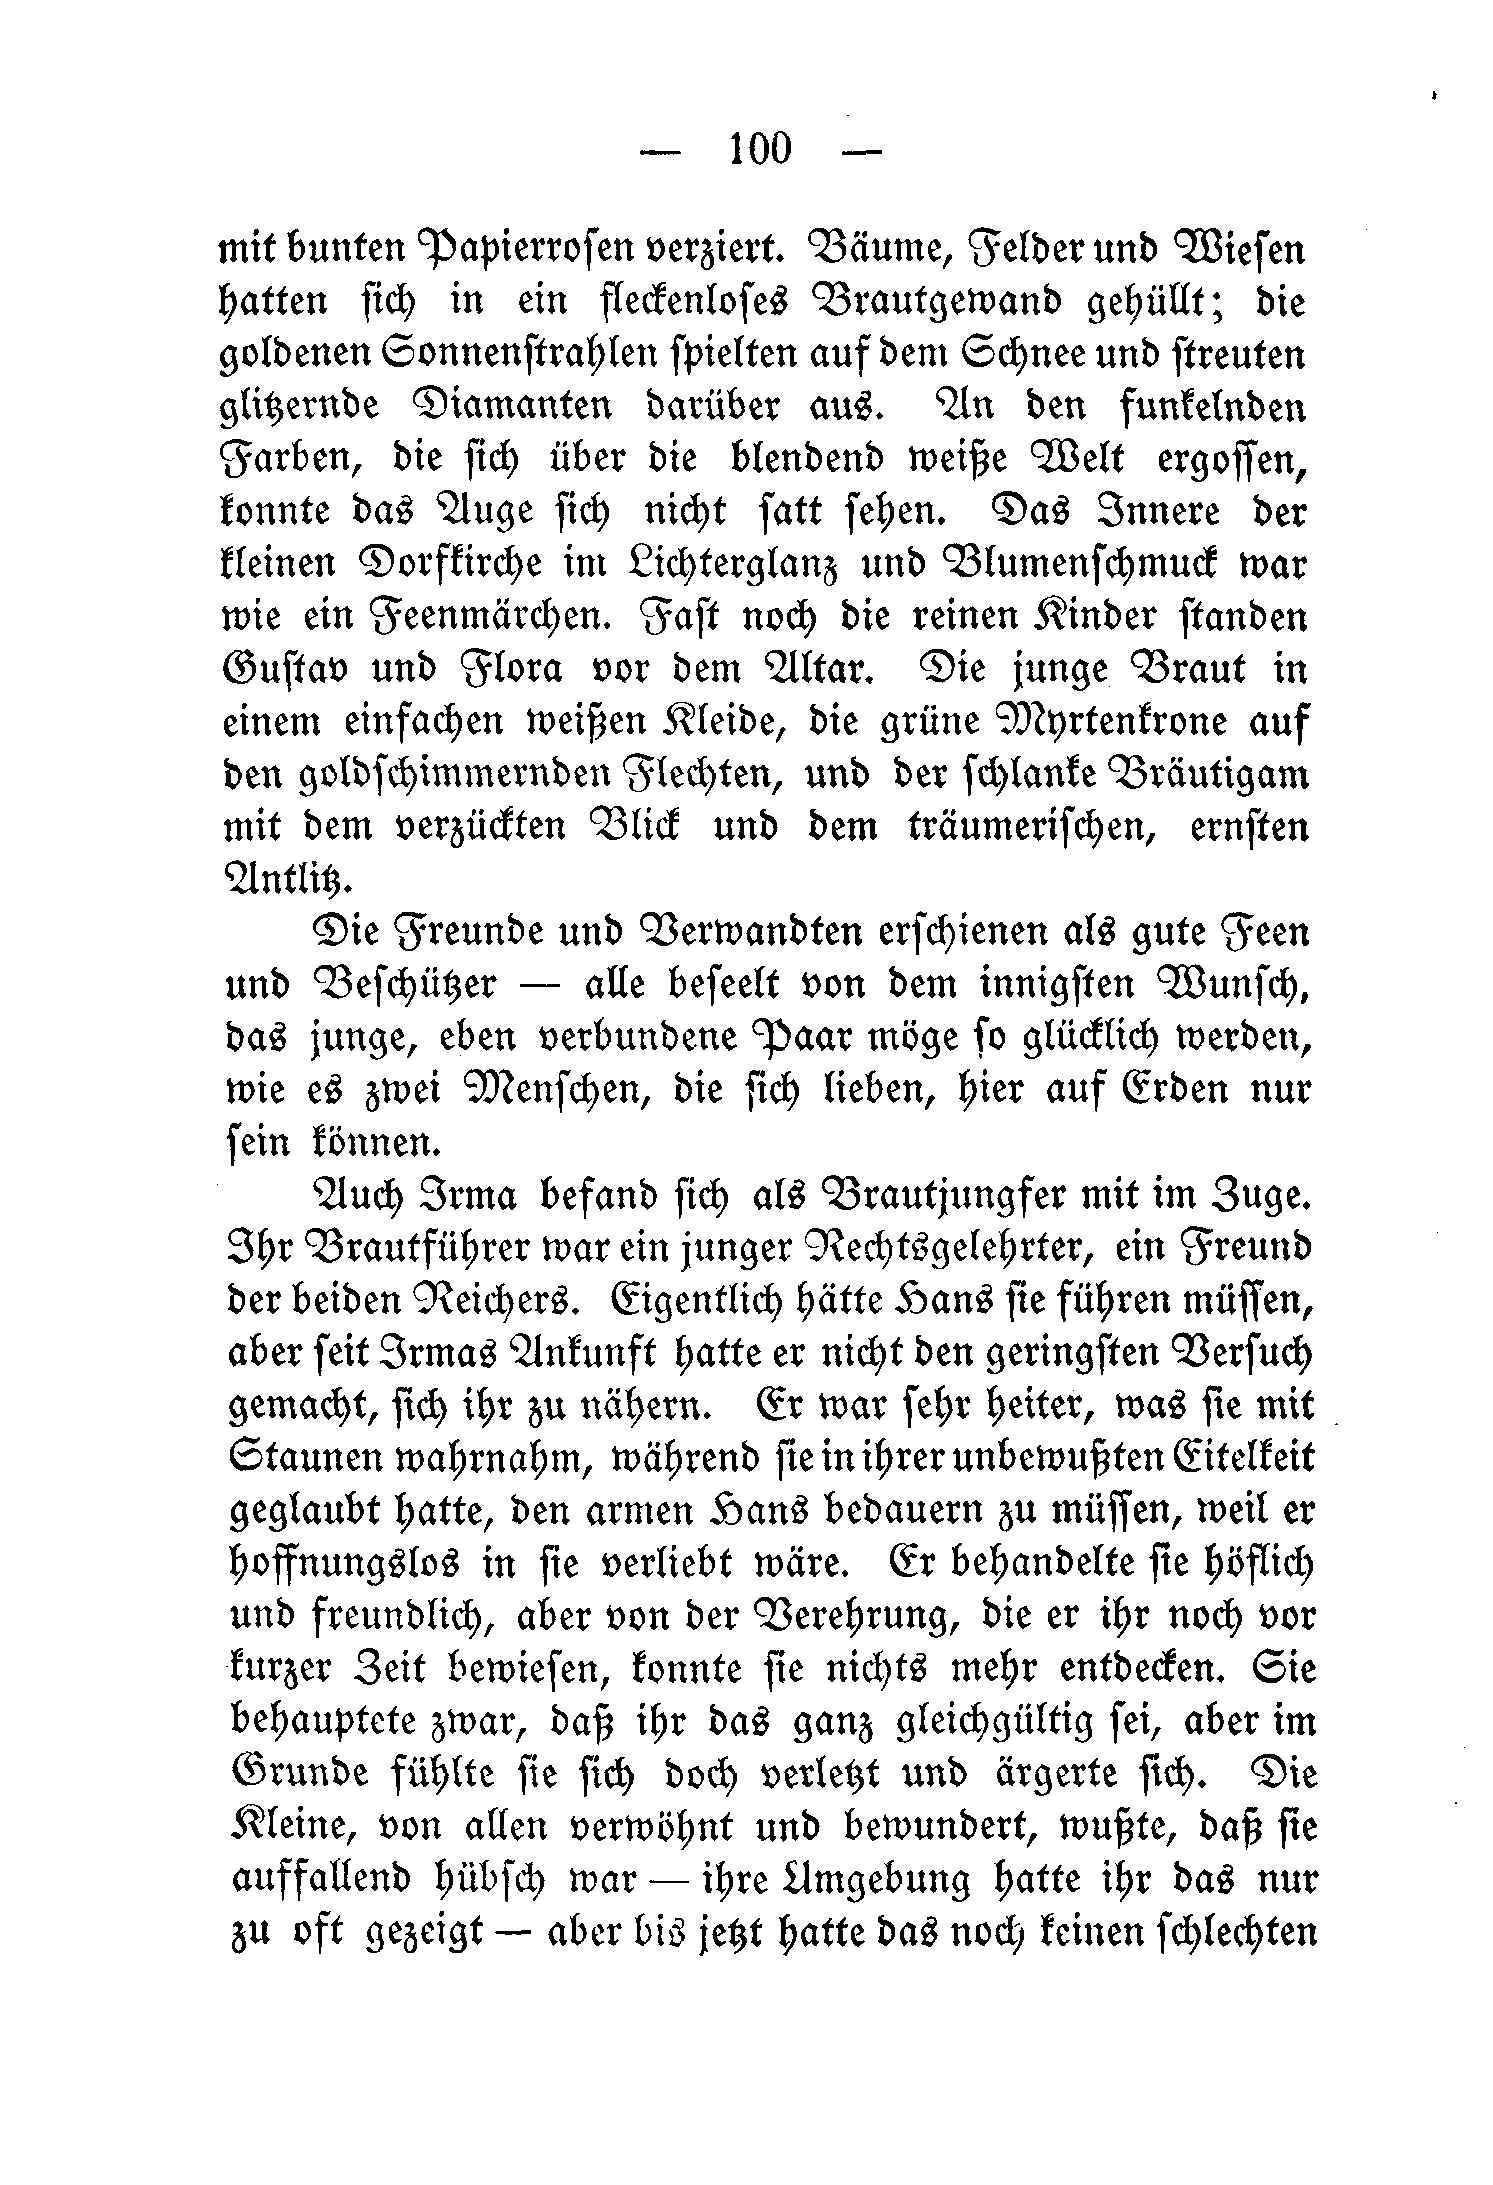 — 100 —
mit bunten Papierrosen verziert. Bäume, Felder und Wiesen
hatten sich in ein fleckenloses Brautgewand gehüllt; die
goldenen Sonnenstrahlen spielten auf dem Schnee und streuten
glitzernde Diamanten darüber aus. An den funkelnden
Farben, die sich über die blendend weiße Welt ergossen,
konnte das Auge sich nicht satt sehen. Das Innere der
kleinen Dorfkirche im Lichterglanz und Blumenschmuck war
wie ein Feenmärchen. Fast noch die reinen Kinder standen
Gustav und Flora vor dem Altar. Die junge Braut in
einem einfachen weißen Kleide, die grüne Myrtenkrone auf
den goldschimmernden Flechten, und der schlanke Bräutigam
mit dem verzückten Blick und dem träumerischen, ernsten
Antlitz.
Die Freunde und Verwandten erschienen als gute Feen
und Beschützer — alle beseelt von dem innigsten Wunsch,
das junge, eben verbundene Paar möge so glücklich werden,
wie es zwei Menschen, die sich lieben, hier auf Erden nur
sein können.
Auch Irma befand sich als Brautjungfer mit im Zuge.
Ihr Brautführer war ein junger Rechtsgelehrter, ein Freund
der beiden Reichers. Eigentlich hätte Hans sie führen müssen,
aber seit Irmas Ankunft hatte er nicht den geringsten Versuch
gemacht, sich ihr zu nähern. Er war sehr heiter, was sie mit
Staunen wahrnahm, während sie in ihrer unbewußten Eitelkeit
geglaubt hatte, den armen Hans bedauern zu müssen, weil er
hoffnungslos in sie verliebt wäre. Er behandelte sie höflich
und freundlich, aber von der Verehrung, die er ihr noch vor
kurzer Zeit bewiesen, konnte sie nichts mehr entdecken. Sie
behauptete zwar, daß ihr das ganz gleichgültig sei, aber im
Grunde fühlte sie sich doch verletzt und ärgerte sich. Die
Kleine, von allen verwöhnt und bewundert, wußte, daß sie
auffallend hübsch war — ihre Umgebung hatte ihr das nur
zu oft gezeigt — aber bis jetzt hatte das noch keinen schlechten